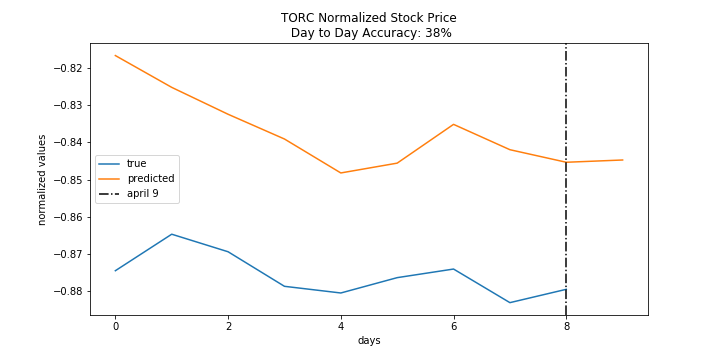 TORC Normalized Stock Price
Day to Day Accuracy: 38%
−0.82
−0.83
−0.84
−0.85
−0.86
−0.87
−0.88
normalized values
true
predicted
april 9
0
2
4
6
8
days